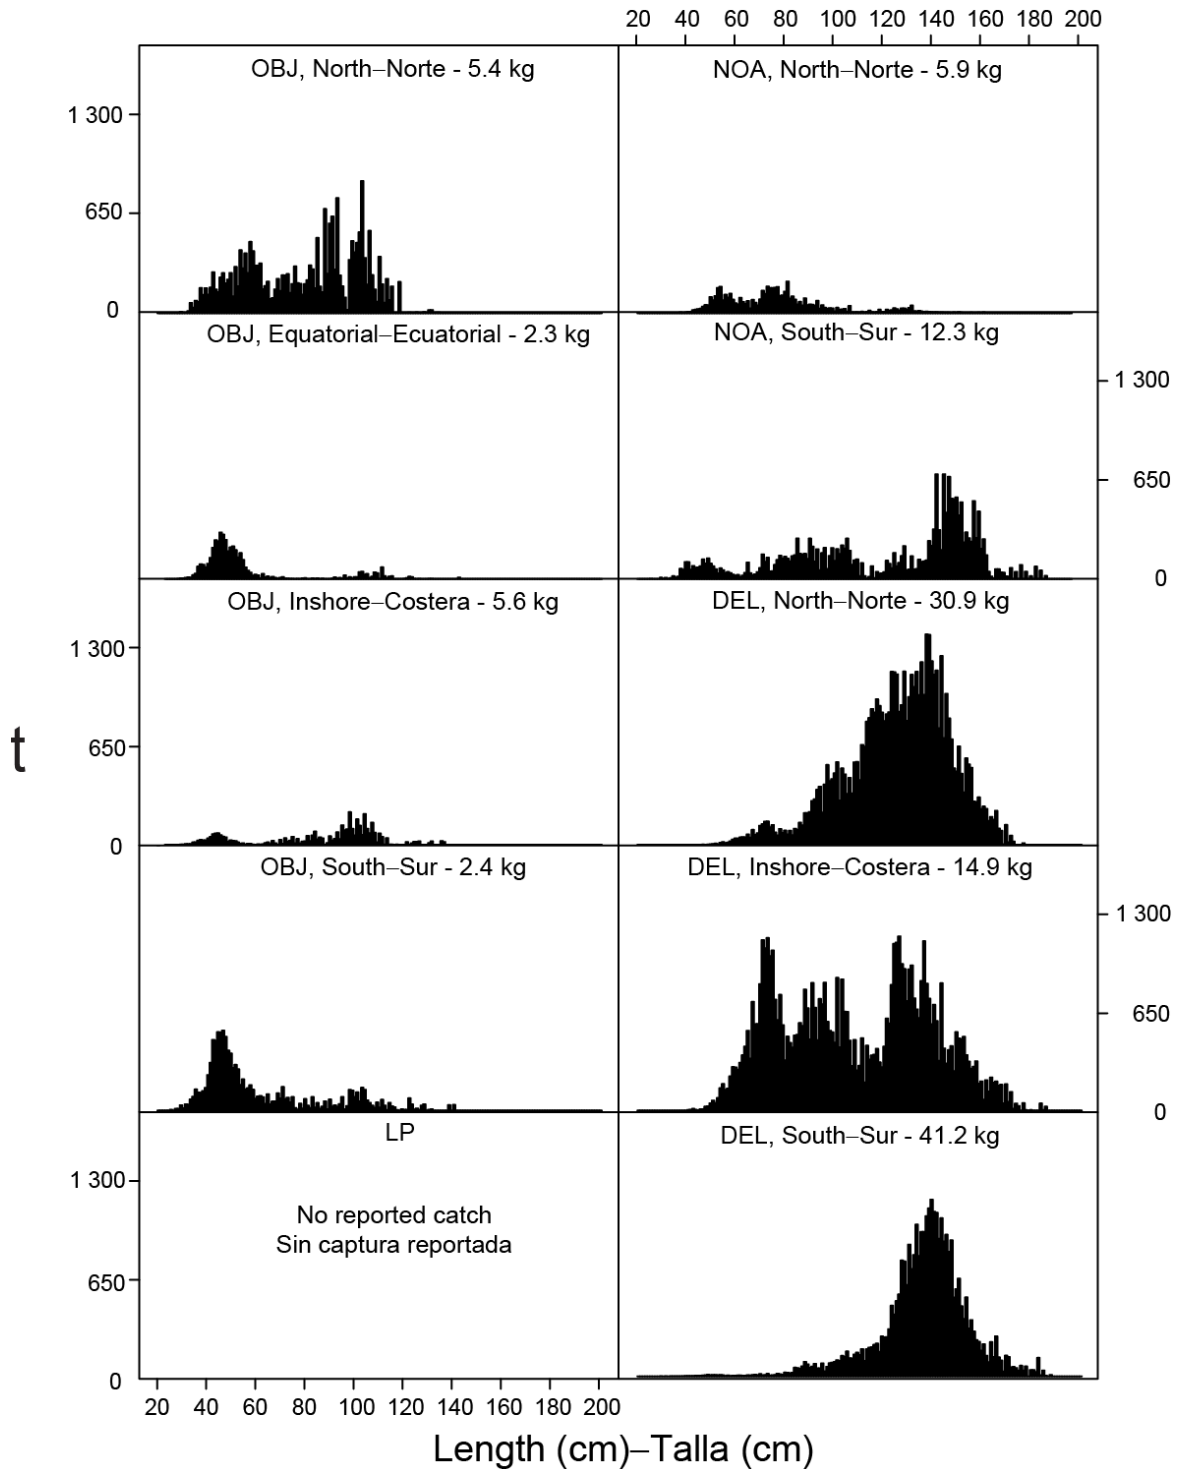 20 40 60 80 100 120 140 160 180 200
OBJ, North–Norte - 5.4 kg
NOA, North–Norte - 5.9 kg
1 300
650
0
OBJ, Equatorial–Ecuatorial - 2.3 kg
NOA, South–Sur - 12.3 kg
1 300
650
0
OBJ, Inshore–Costera - 5.6 kg
DEL, North–Norte - 30.9 kg
1 300
650
0
t
OBJ, South–Sur - 2.4 kg
DEL, Inshore–Costera - 14.9 kg
1 300
650
0
LP
DEL, South–Sur - 41.2 kg
1 300
No reported catch
Sin captura reportada
650
0
20 40 60 80 100 120 140 160 180 200
Length (cm)–Talla (cm)